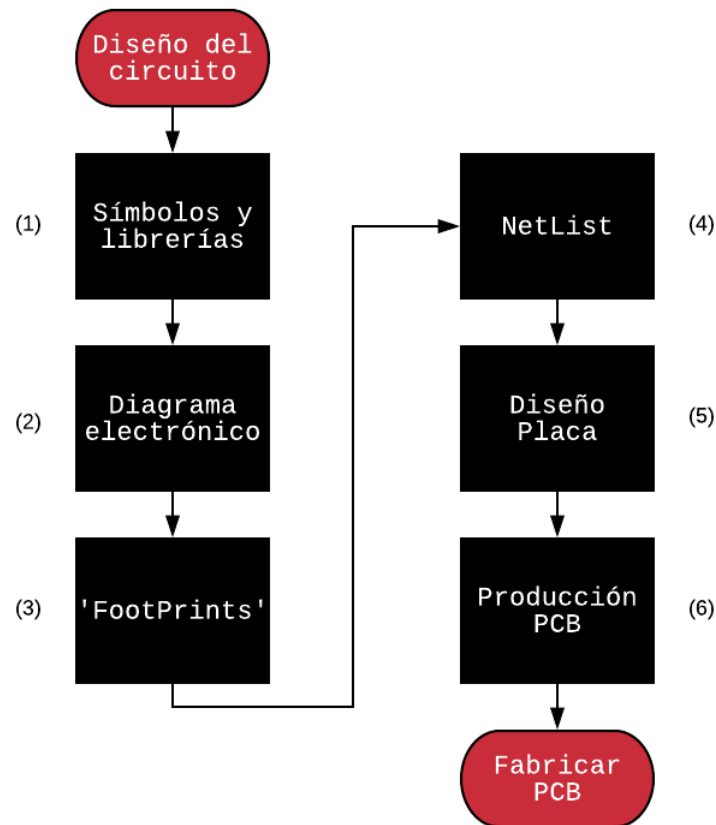 Diseño del
circuito
(1)
Símbolos y
librerías
(2)
Diagrama
electrónico
(3)
'FootPrints'
NetList
(4)
Diseño
Placa
(5)
Producción
PCB
(6)
Fabricar
PCB